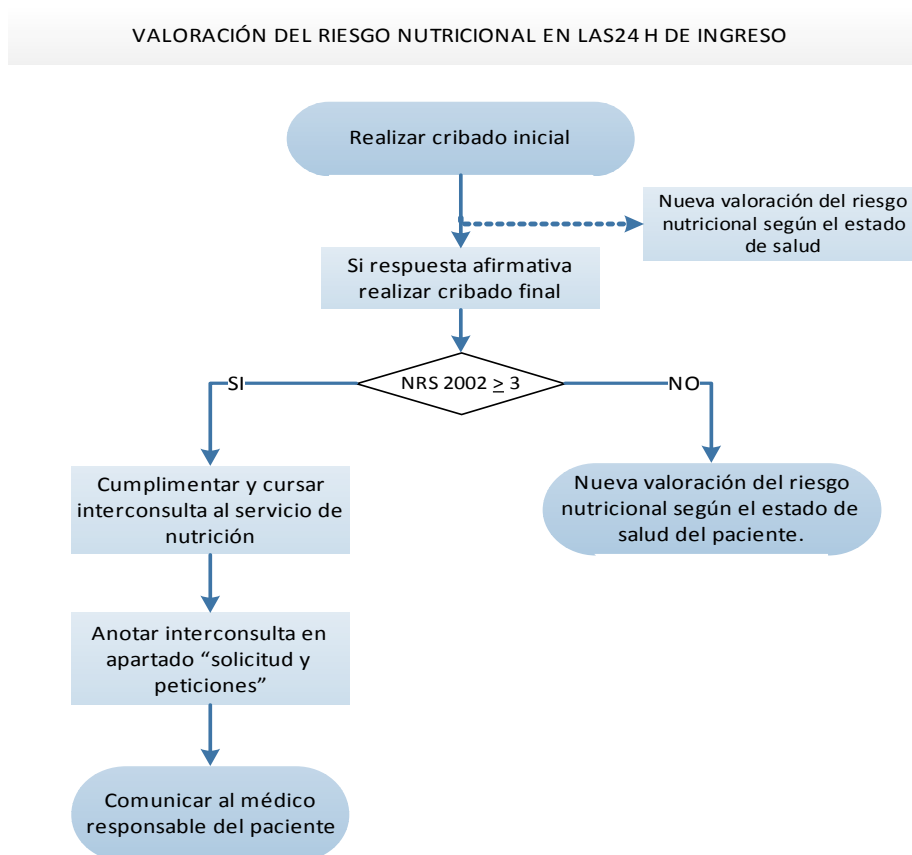 VALORACIÓN DEL RIESGO NUTRICIONAL EN LAS24 H DE INGRESO
Realizar cribado inicial
Nueva valoración del riesgo
nutricional según el estado
de salud
Si respuesta afirmativa
realizar cribado final
NRS 2002 ≥ 3
SI
NO
Cumplimentar y cursar
interconsulta al servicio de
nutrición
Nueva valoración del riesgo
nutricional según el estado de
salud del paciente.
Anotar interconsulta en
apartado “solicitud y
peticiones”
Comunicar al médico
responsable del paciente